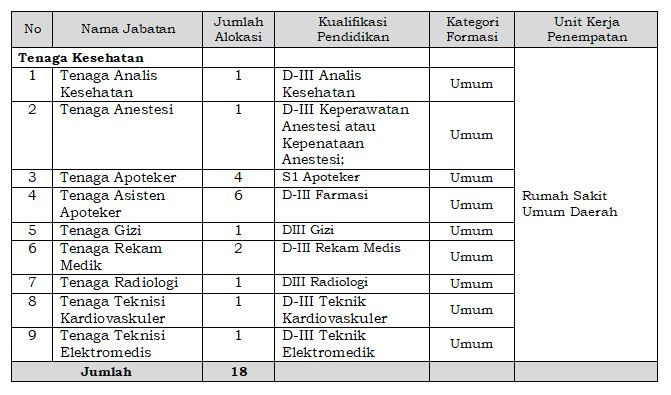 No Nama Jabatan Jumlah Alokasi Kualifikasi Pendidikan Kategori Formasi Unit Kerja Penempatan
Tenaga Kesehatan
1 Tenaga Analis Kesehatan 1 D-III Analis Kesehatan Umum
2 Tenaga Anestesi 1 D-III Keperawatan Anestesi atau Kepenataan Anestesi; Umum
3 Tenaga Apoteker 4 S1 Apoteker Umum
4 Tenaga Asisten Apoteker 6 D-III Farmasi Umum
5 Tenaga Gizi 1 DIII Gizi Umum
6 Tenaga Rekam Medik 2 D-III Rekam Medis Umum
7 Tenaga Radiologi 1 DIII Radiologi Umum
8 Tenaga Teknisi Kardiovaskuler 1 D-III Teknik Kardiovaskuler Umum
9 Tenaga Teknisi Elektromedis 1 D-III Teknik Elektromedik Umum
Rumah Sakit Umum Daerah
Jumlah 18